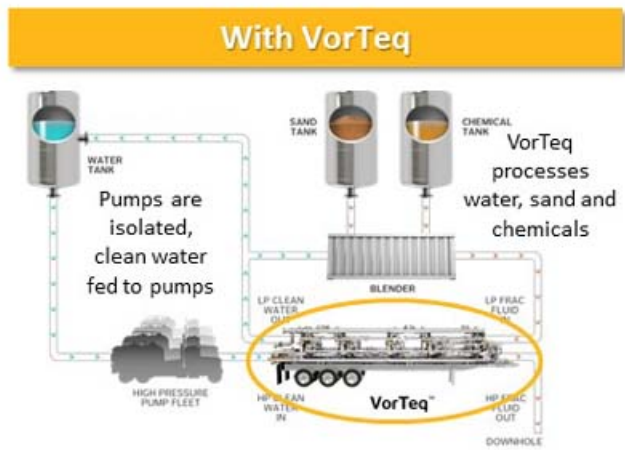 With VorTeq
WATER
TANK
SAND
TANK
CHEMICAL
TANK
Pumps are
isolated,
clean water
fed to pumps
VorTeq
processes
water, sand and
chemicals
BLENDER
LP CLEAN
WATER
OUT
LP FRAC
FLUID
IN
HIGH PRESSURE
PUMP FLEET
HP CLEAN
WATER
IN
VorTeq™
HP FRAC
FLUID
OUT
DOWNHOLE